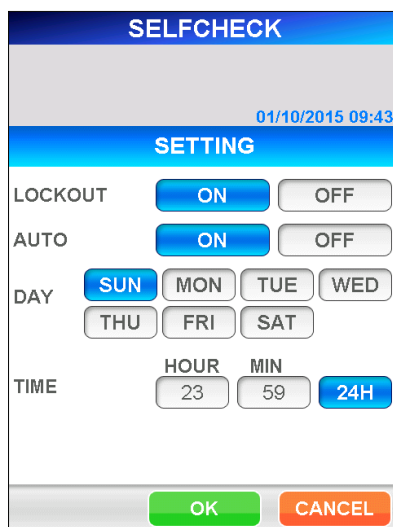 SELFCHECK
01/10/2015 09:43
SETTING
LOCKOUT ON OFF
AUTO ON OFF
DAY SUN MON TUE WED
THU FRI SAT
HOUR MIN
TIME 23 59 24H
OK CANCEL